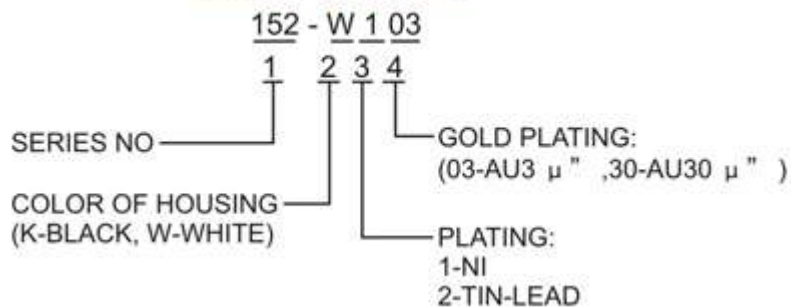 152 - W 1 03
1 2 3 4
SERIES NO
GOLD PLATING:
(03-AU3 μ" ,30-AU30 μ" )
COLOR OF HOUSING
(K-BLACK, W-WHITE)
PLATING:
1-NI
2-TIN-LEAD